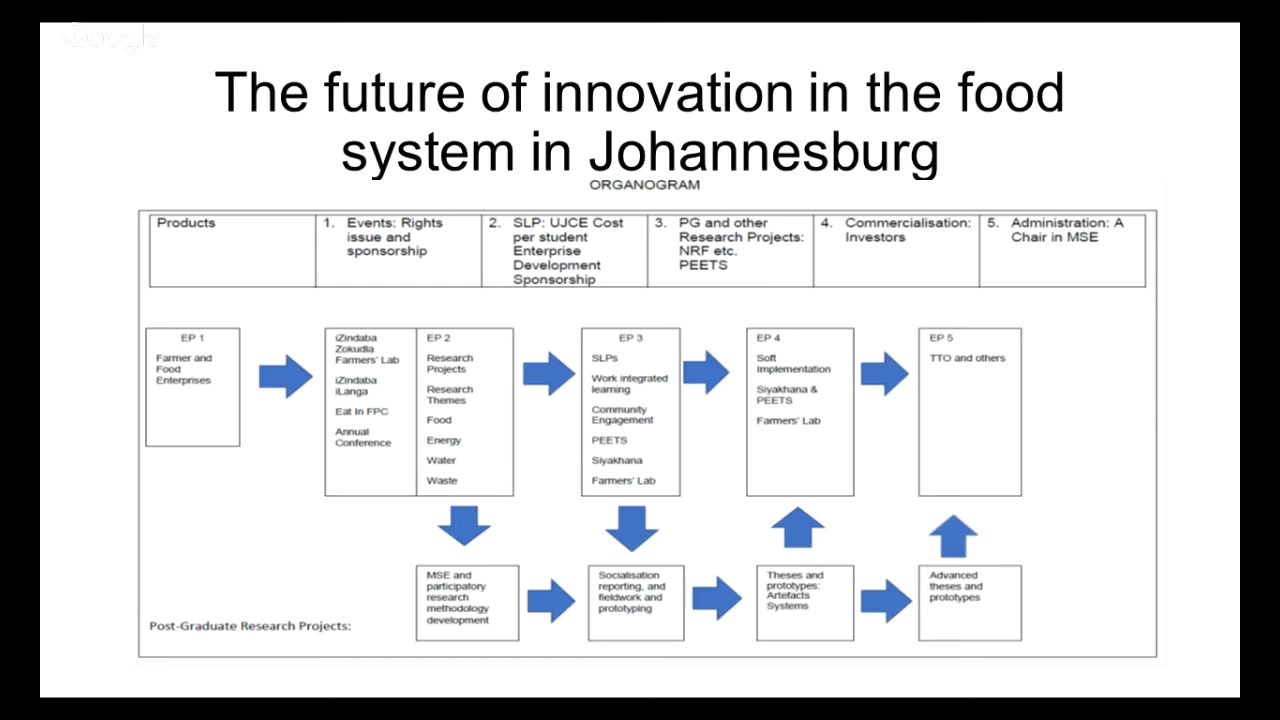 Google
The future of innovation in the food
system in Johannesburg
ORGANOGRAM
Products
1. Events: Rights
issue and
sponsorship
2. SLP: UJCE Cost
per student
Enterprise
Development
Sponsorship
3. PG and other
Research Projects:
NRF etc.
PEETS
4. Commercialisation:
Investors
5. Administration: A
Chair in MSE
EP 1
Farmer and
Food
Enterprises
iZindaba
Zokudla
Farmers' Lab
iZindaba
iLanga
Eat In FPC
Annual
Conference
EP 2
Research
Projects
Research
Themes
Food
Energy
Water
Waste
EP 3
SLPs
Work integrated
learning
Community
Engagement
PEETS
Siyakhana
Farmers' Lab
EP 4
Soft
Implementation
Siyakhana &
PEETS
Farmers' Lab
EP 5
TTO and others
Post-Graduate Research Projects:
MSE and
participatory
research
methodology
development
Socialisation
reporting, and
fieldwork and
prototyping
Theses and
prototypes:
Artefacts
Systems
Advanced
theses and
prototypes